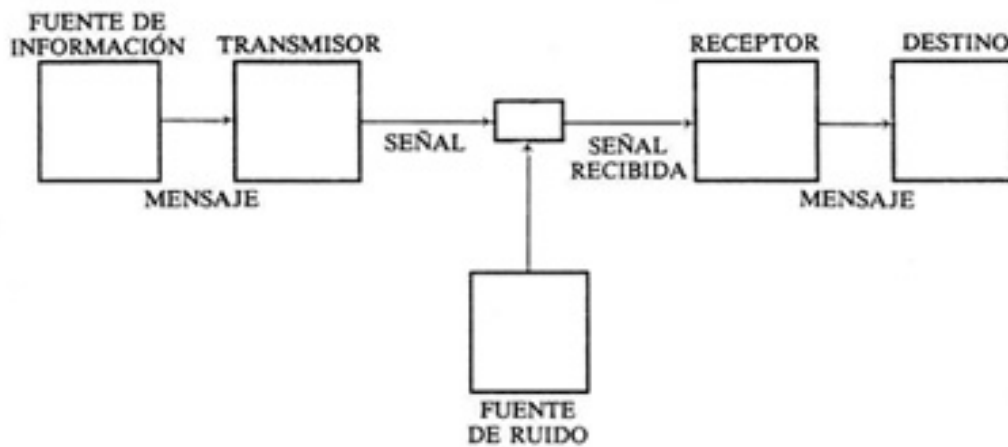 FUENTE DE
INFORMACIÓN
TRANSMISOR
RECEPTOR
DESTINO
SEÑAL
SEÑAL
RECIBIDA
MENSAJE
MENSAJE
FUENTE
DE RUIDO